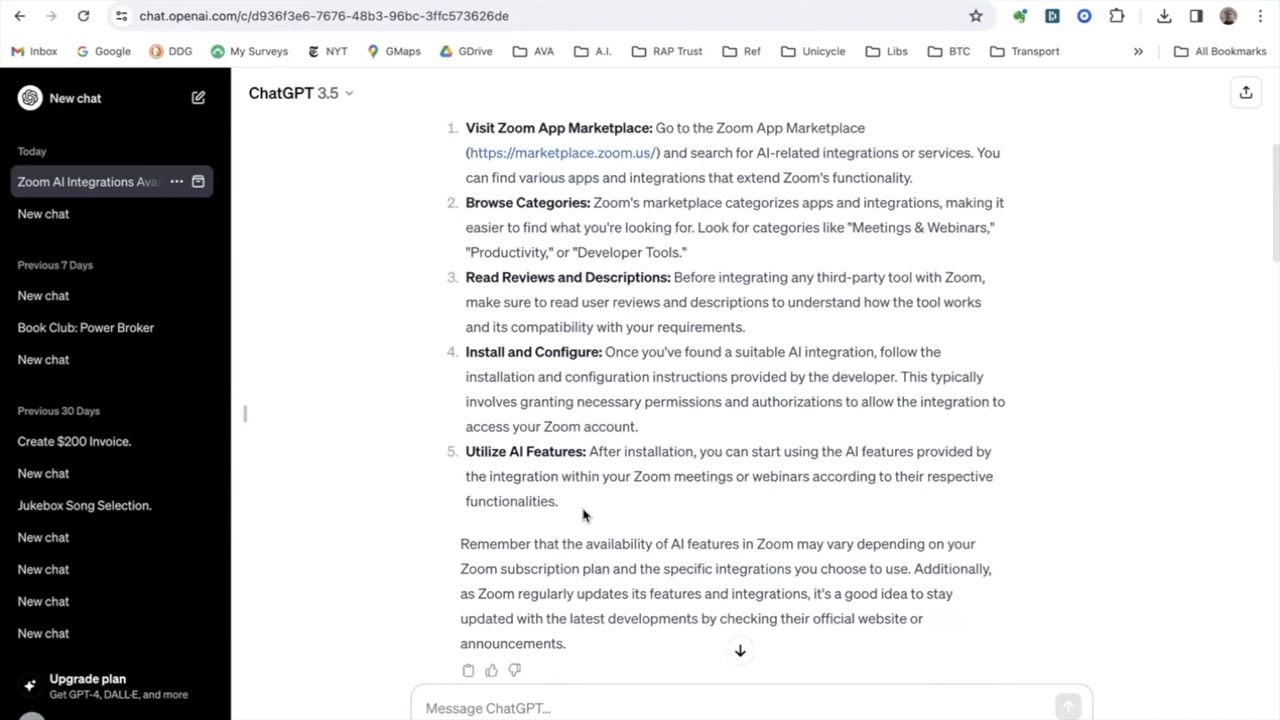 chat.openai.com/c/d936f3e6-7676-48b3-96bc-3ffc573626de
Inbox
Google
DDG
My Surveys
NYT
GMaps
GDrive
AVA
A.I.
RAP Trust
Ref
Unicycle
Libs
BTC
Transport
»
All Bookmarks
New chat
Today
Zoom AI Integrations Ava
New chat
Previous 7 Days
New chat
Book Club: Power Broker
New chat
Previous 30 Days
Create $200 Invoice.
New chat
Jukebox Song Selection.
New chat
New chat
New chat
New chat
Upgrade plan
Get GPT-4, DALL·E, and more
ChatGPT 3.5
1. Visit Zoom App Marketplace: Go to the Zoom App Marketplace
(https://marketplace.zoom.us/) and search for AI-related integrations or services. You
can find various apps and integrations that extend Zoom's functionality.
2. Browse Categories: Zoom's marketplace categorizes apps and integrations, making it
easier to find what you're looking for. Look for categories like "Meetings & Webinars,"
"Productivity," or "Developer Tools."
3. Read Reviews and Descriptions: Before integrating any third-party tool with Zoom,
make sure to read user reviews and descriptions to understand how the tool works
and its compatibility with your requirements.
4. Install and Configure: Once you've found a suitable AI integration, follow the
installation and configuration instructions provided by the developer. This typically
involves granting necessary permissions and authorizations to allow the integration to
access your Zoom account.
5. Utilize AI Features: After installation, you can start using the AI features provided by
the integration within your Zoom meetings or webinars according to their respective
functionalities.
Remember that the availability of AI features in Zoom may vary depending on your
Zoom subscription plan and the specific integrations you choose to use. Additionally,
as Zoom regularly updates its features and integrations, it's a good idea to stay
updated with the latest developments by checking their official website or
announcements.
Message ChatGPT...